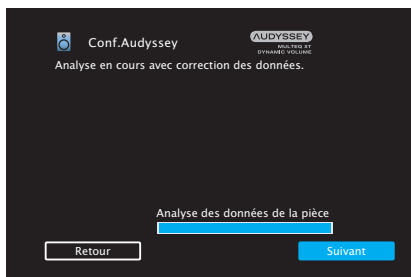 Conf.Audyssey
AUDYSSEY
MULTEQ XT
DYNAMIC VOLUME
Analyse en cours avec correction des données.
Analyse des données de la pièce
Retour
Suivant